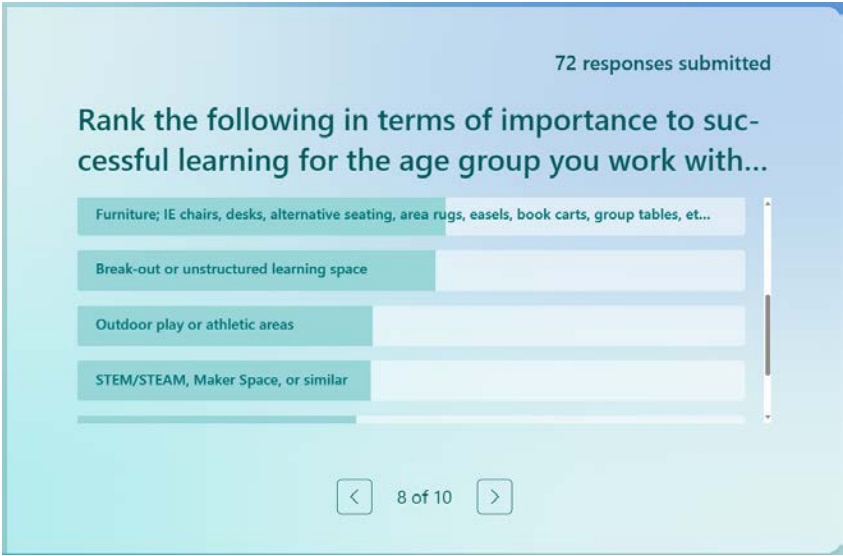 72 responses submitted
Rank the following in terms of importance to suc-
cessful learning for the age group you work with...
Furniture; IE chairs, desks, alternative seating, area rugs, easels, book carts, group tables, et...
Break-out or unstructured learning space
Outdoor play or athletic areas
STEM/STEAM, Maker Space, or similar
8 of 10